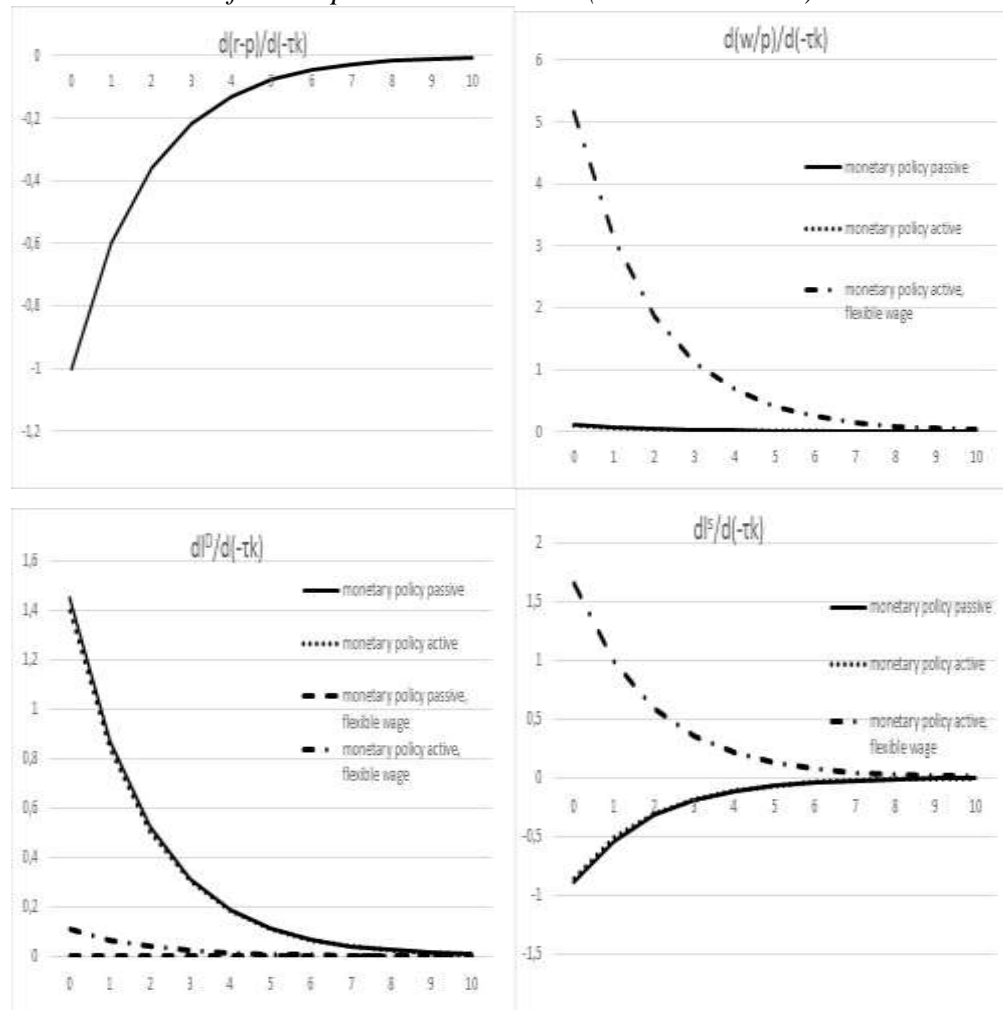 d(r-p)/d(-τk)
0
0 1 2 3 4 5 6 7 8 9 10
-0,2
-0,4
-0,6
-0,8
-1
-1,2
d(w/p)/d(-τk)
6
5
4
3
2
1
0
0 1 2 3 4 5 6 7 8 9 10
monetary policy passive
monetary policy active
monetary policy active,
flexible wage
dlᴰ/d(-τk)
1,6
1,4
1,2
1
0,8
0,6
0,4
0,2
0
0 1 2 3 4 5 6 7 8 9 10
monetary policy passive
monetary policy active
monetary policy passive,
flexible wage
monetary policy active,
flexible wage
dlˢ/d(-τk)
2
1,5
1
0,5
0
0 1 2 3 4 5 6 7 8 9 10
-0,5
-1
-1,5
monetary policy passive
monetary policy active
monetary policy active,
flexible wage